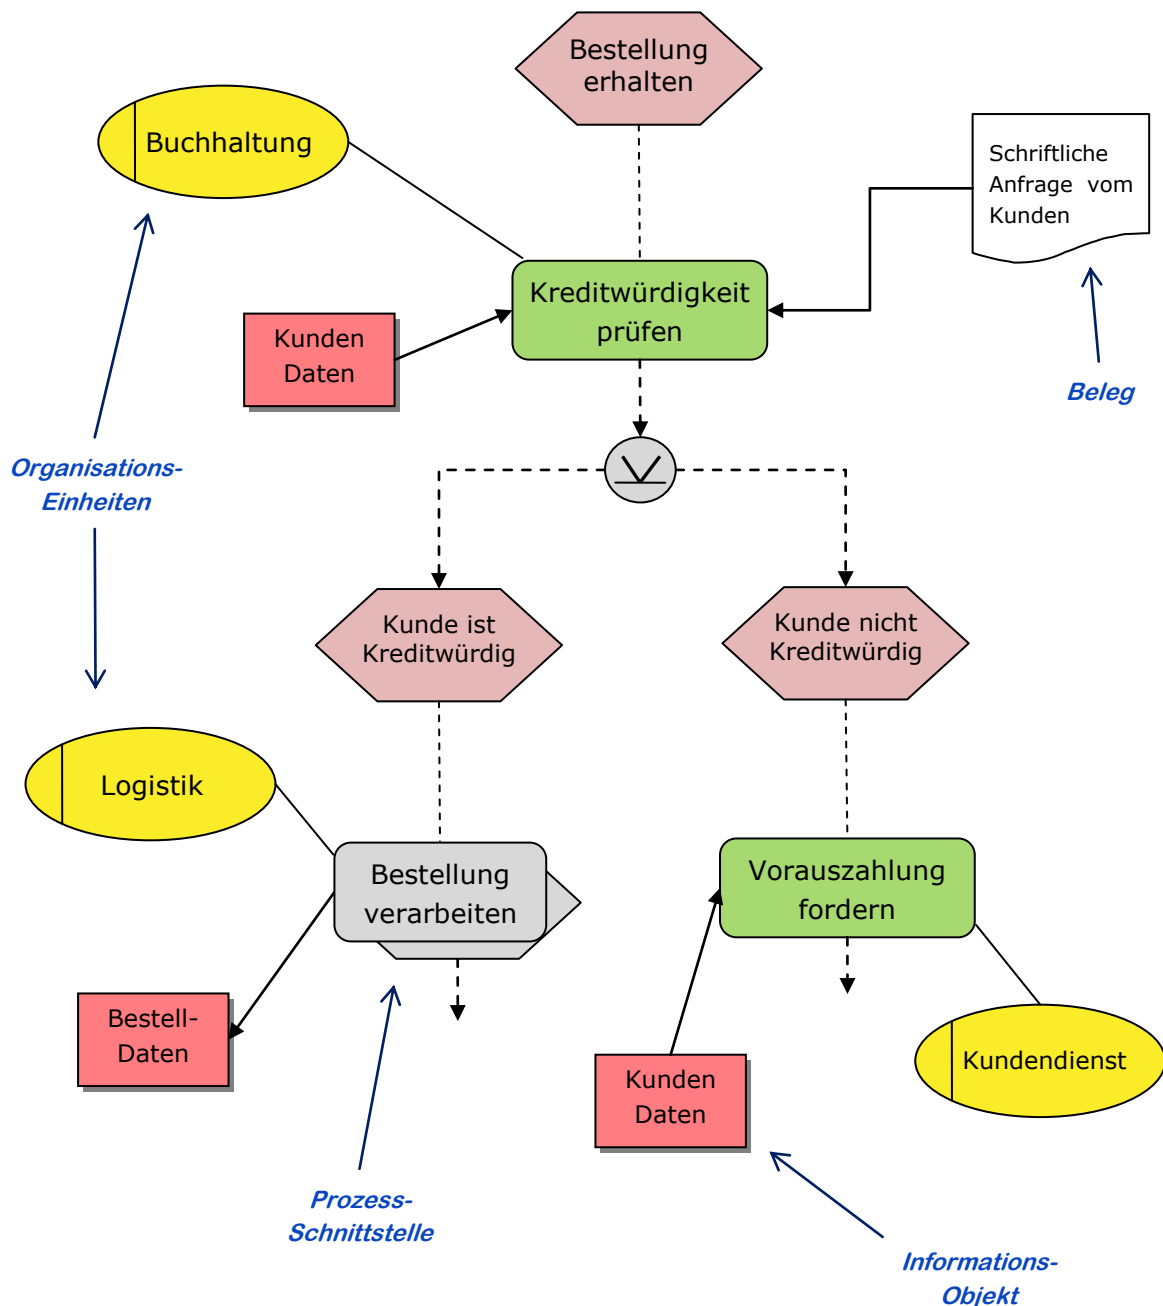 Bestellung
erhalten
Buchhaltung
Schriftliche
Anfrage vom
Kunden
Kreditwürdigkeit
prüfen
Kunden
Daten
Beleg
Organisations-
Einheiten
Kunde ist
Kreditwürdig
Kunde nicht
Kreditwürdig
Logistik
Bestellung
verarbeiten
Vorauszahlung
fordern
Bestell-
Daten
Kunden
Daten
Kundendienst
Prozess-
Schnittstelle
Informations-
Objekt